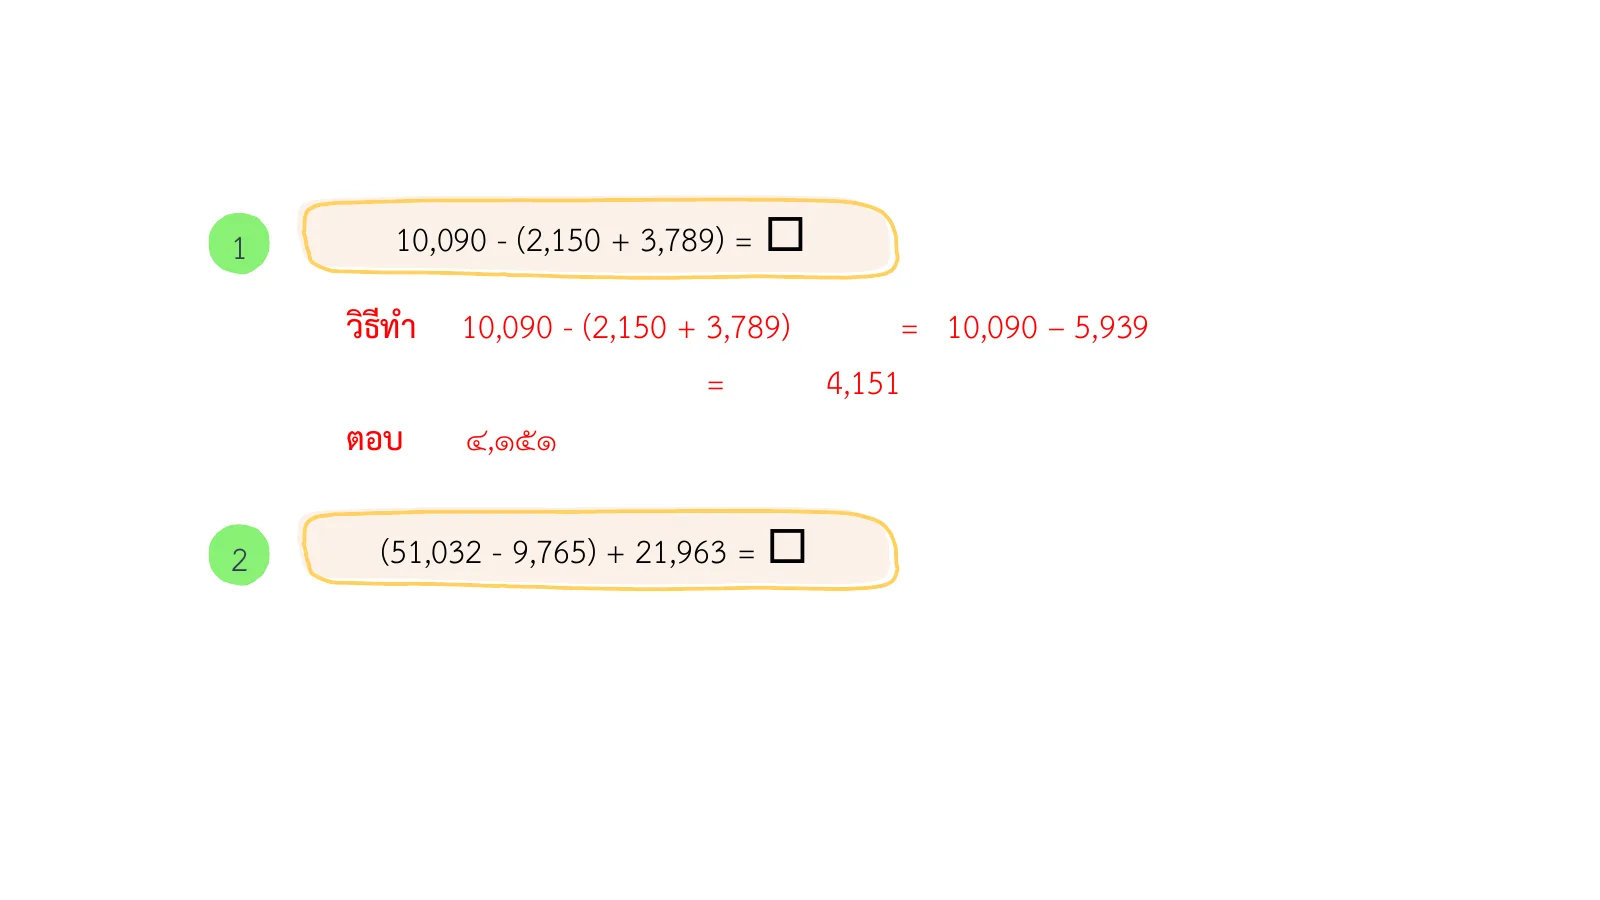 1
10,090 - (2,150 + 3,789) = □
วิธีทำ 10,090 - (2,150 + 3,789) = 10,090 – 5,939
= 4,151
ตอบ ๔,๑๕๑
2
(51,032 - 9,765) + 21,963 = □